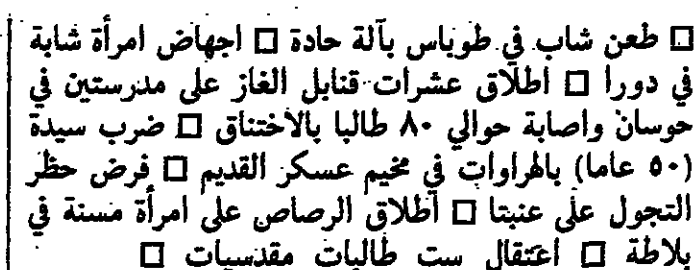 □ طعن شاب في طوباس بآلة حادة □ اجهاض امرأة شابة
في دورا □ اطلاق عشرات قنابل الغاز على مدرستين في
حوسان واصابة حوالي ٨٠ طالبا بالاختناق □ ضرب سيدة
(٥٠ عاما) بالهراوات في مخيم عسكر القديم □ فرض حظر
التجول على عنبتا □ اطلاق الرصاص على امرأة مسنة في
بلاطة □ اعتقال ست طالبات مقدسيات □